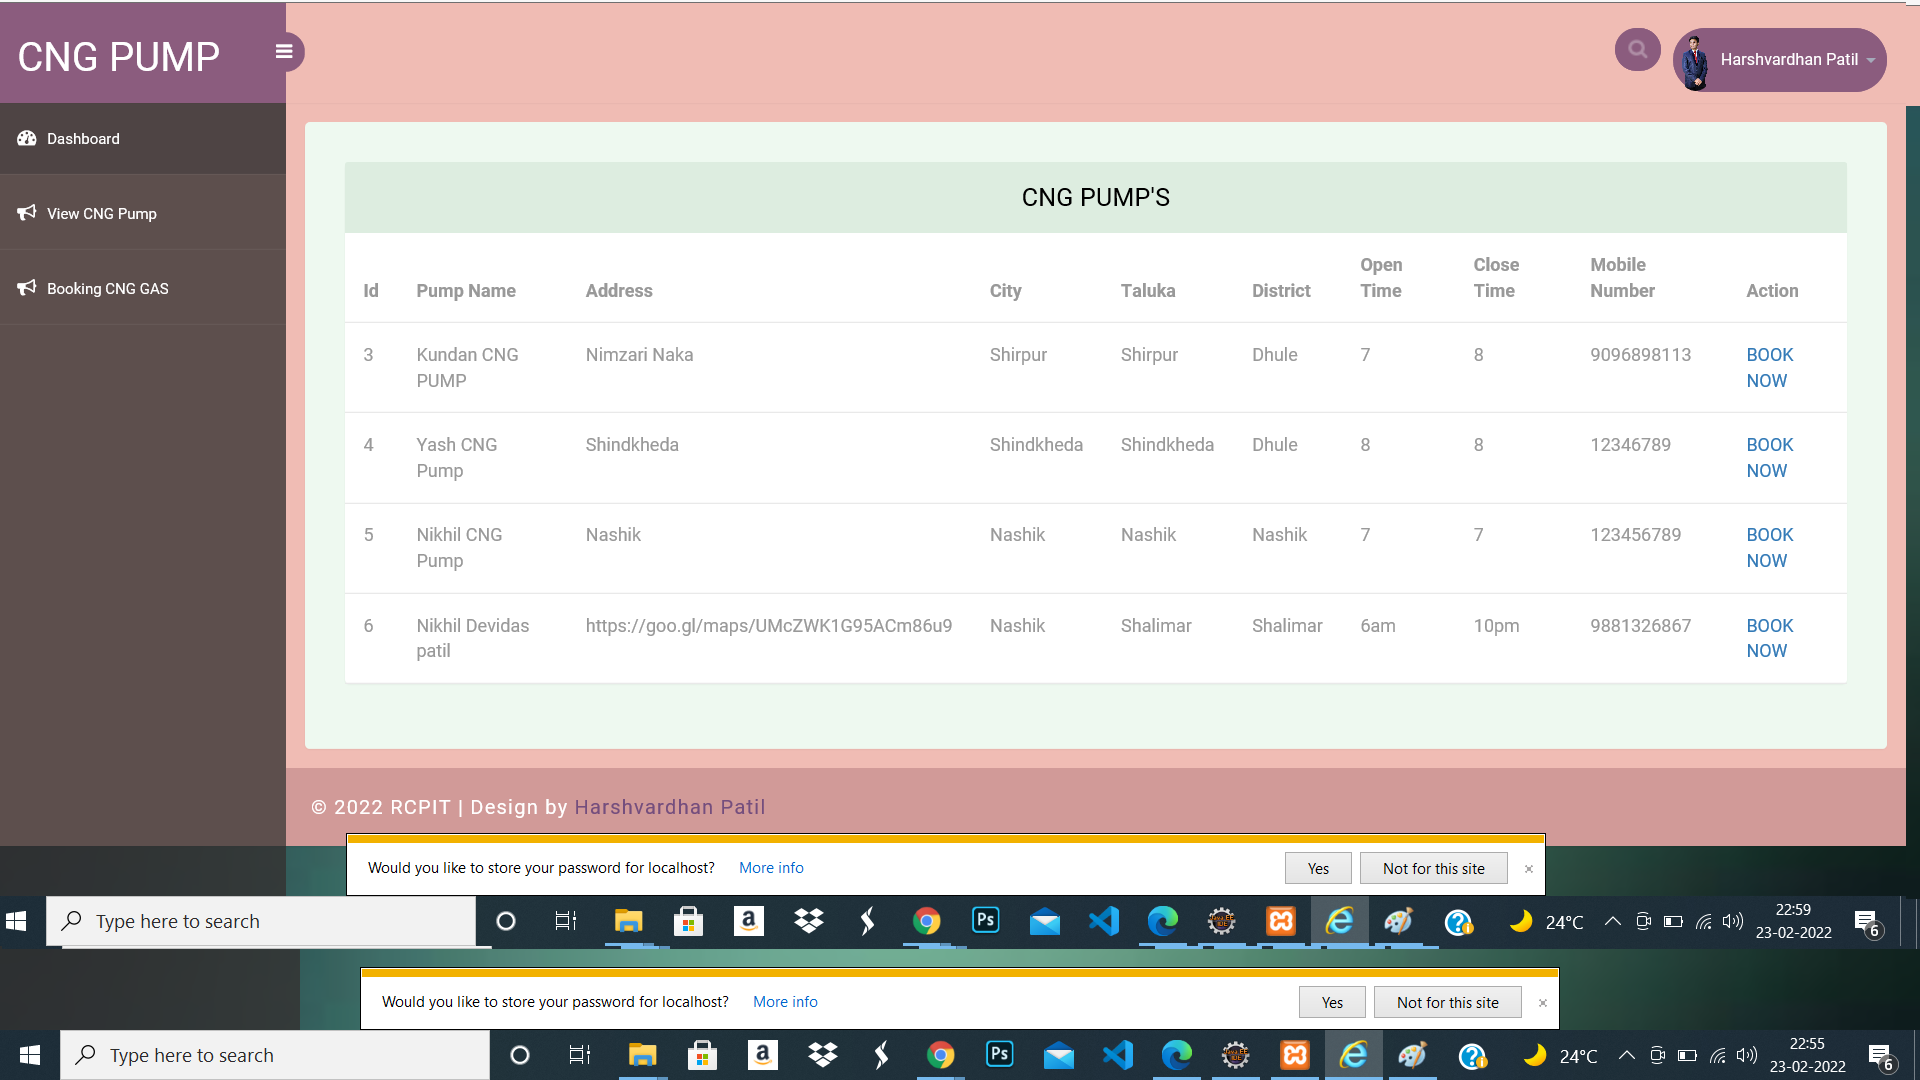 CNG PUMP
Harshvardhan Patil
Dashboard
View CNG Pump
Booking CNG GAS
CNG PUMP'S
Id Pump Name Address City Taluka District Open Time Close Time Mobile Number Action
3 Kundan CNG PUMP Nimzari Naka Shirpur Shirpur Dhule 7 8 9096898113 BOOK NOW
4 Yash CNG Pump Shindkheda Shindkheda Shindkheda Dhule 8 8 12346789 BOOK NOW
5 Nikhil CNG Pump Nashik Nashik Nashik Nashik 7 7 123456789 BOOK NOW
6 Nikhil Devidas patil https://goo.gl/maps/UMcZWK1G95ACm86u9 Nashik Shalimar Shalimar 6am 10pm 9881326867 BOOK NOW
© 2022 RCPIT | Design by Harshvardhan Patil
Would you like to store your password for localhost? More info Yes Not for this site ×
Type here to search Ps 24°C 22:59
23-02-2022 6
Would you like to store your password for localhost? More info Yes Not for this site ×
Type here to search Ps 24°C 22:55
23-02-2022 6